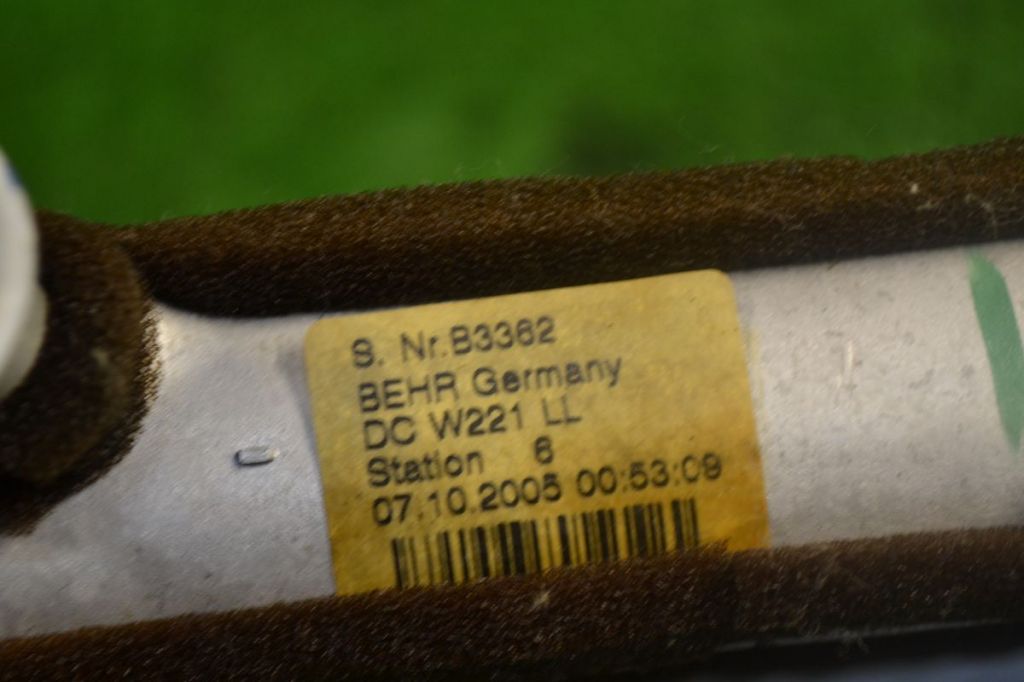 S. Nr.B3362
BEHR Germany
DC W221 LL
Station 6
07.10.2005 00:53:09